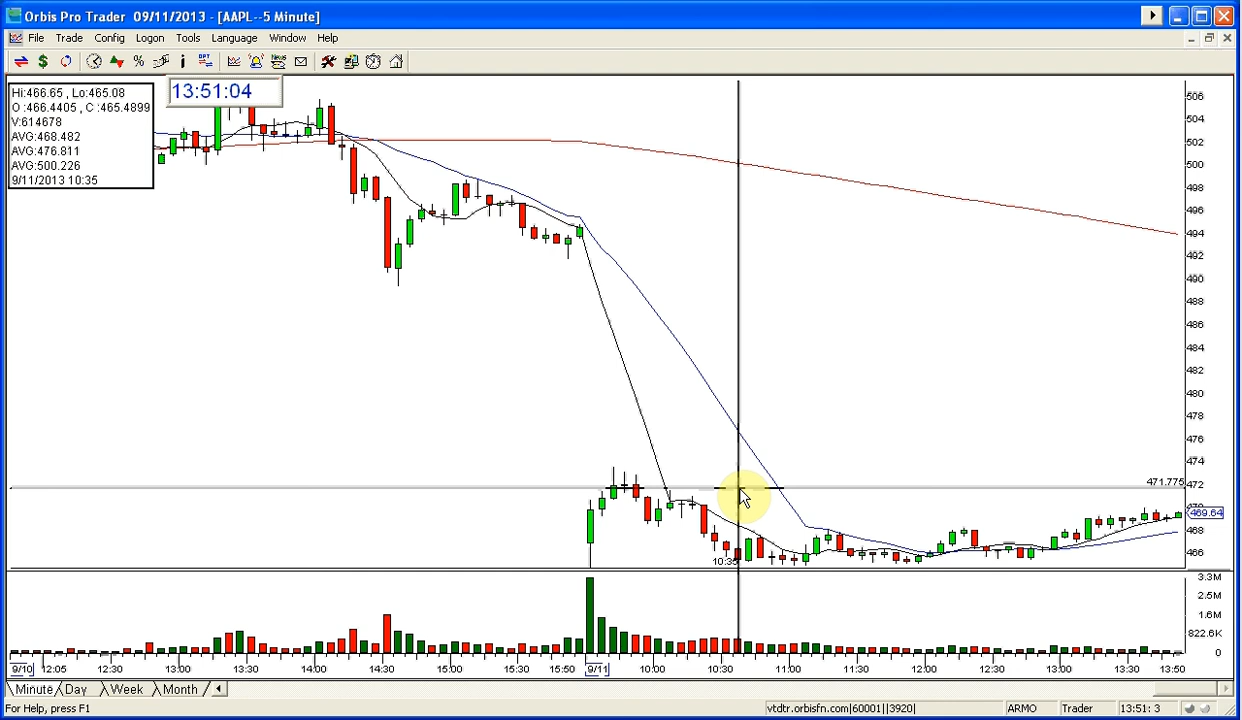 Orbis Pro Trader 09/11/2013 - [AAPL--5 Minute]
File Trade Config Logon Tools Language Window Help
OPT News
Hi:466.65 , Lo:465.08
O :466.4405 , C :465.4899
V:614678
AVG:468.482
AVG:476.811
AVG:500.226
9/11/2013 10:35
13:51:04
506
504
502
500
498
496
494
492
490
488
486
484
482
480
478
476
474
471.775 472
469.64
468
466
10:35
3.3M
2.5M
1.6M
822.6K
0
9/10 12:05 12:30 13:00 13:30 14:00 14:30 15:00 15:30 15:50 9/11 10:00 10:30 11:00 11:30 12:00 12:30 13:00 13:30 13:50
Minute Day Week Month
For Help, press F1 vtdtr.orbisfn.com|60001||3920| ARMO Trader 13:51: 3